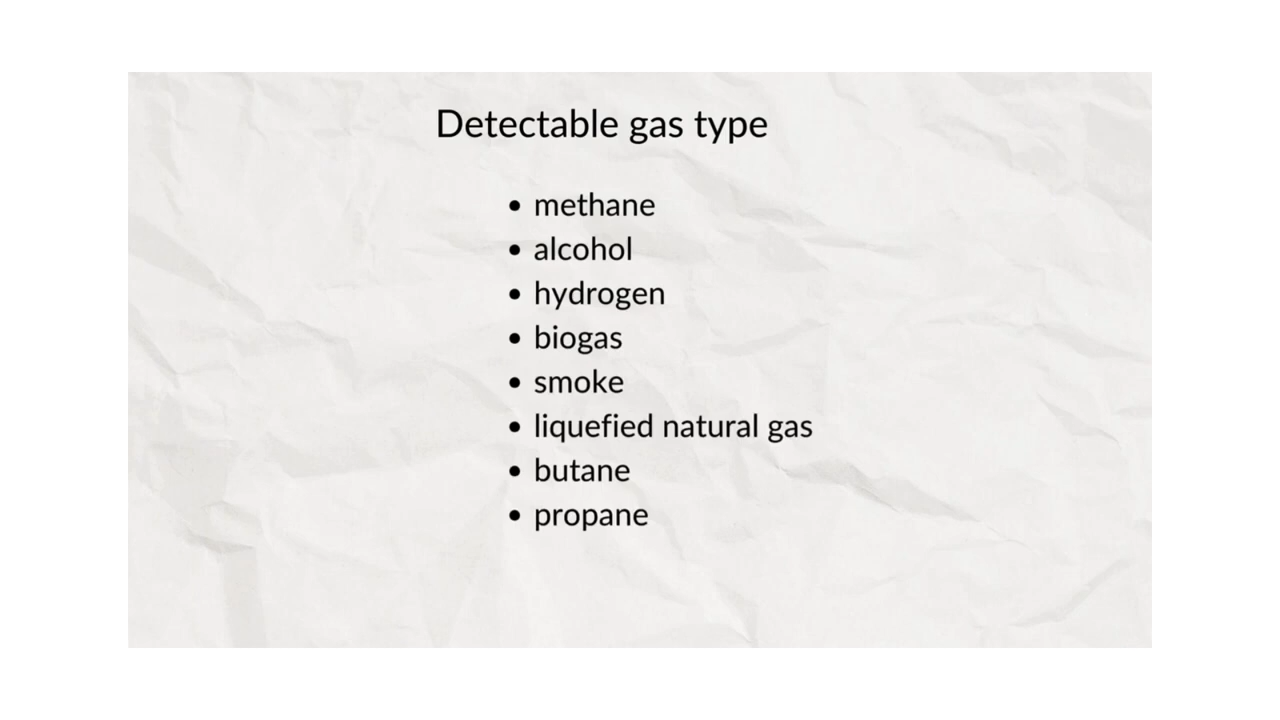 Detectable gas type
• methane
• alcohol
• hydrogen
• biogas
• smoke
• liquefied natural gas
• butane
• propane